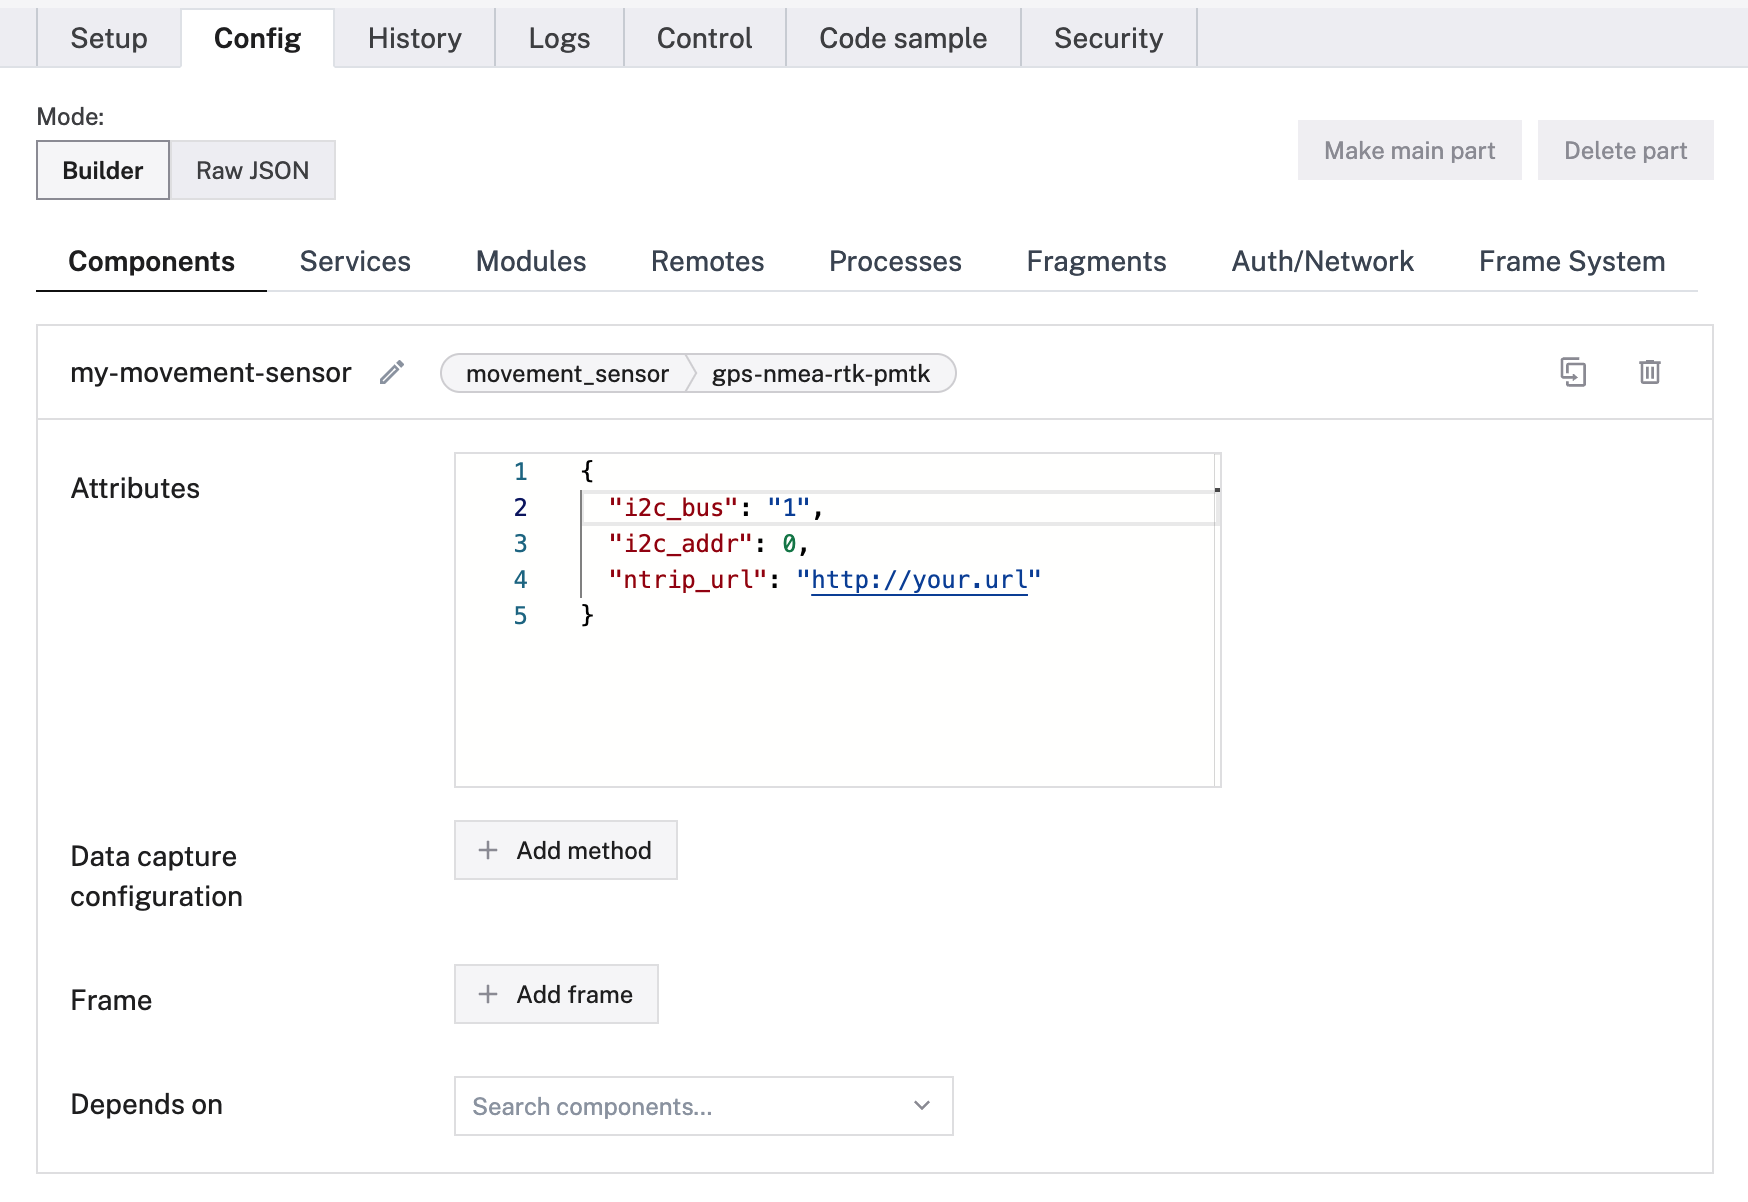 Setup Config History Logs Control Code sample Security
Mode:
Builder Raw JSON Make main part Delete part
Components Services Modules Remotes Processes Fragments Auth/Network Frame System
my-movement-sensor movement_sensor gps-nmea-rtk-pmtk
Attributes
1 {
2 "i2c_bus": "1",
3 "i2c_addr": 0,
4 "ntrip_url": "http://your.url"
5 }
Data capture
configuration
+ Add method
Frame
+ Add frame
Depends on
Search components...